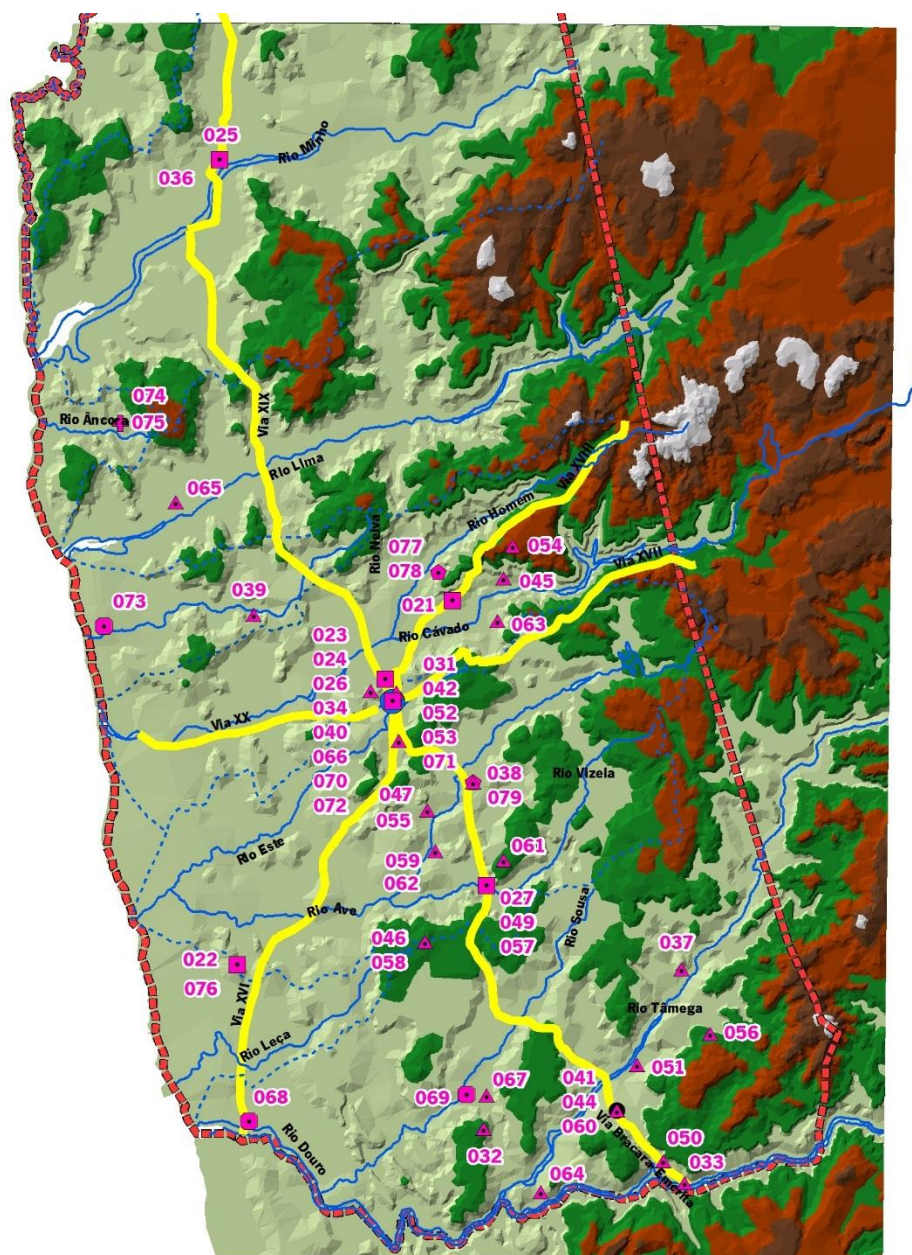 025
Rio Minho
036
Via XIX
074
Rio Âncora
075
Rio Lima
065
Via XVIII
Rio Homem
Rio Neiva
077
054
078
Via XVII
045
039
021
073
063
023
Rio Cávado
024
031
026
042
Via XX
034
052
040
053
066
071
070
072
047
038
Rio Vizela
079
055
Rio Este
059
061
062
027
Rio Ave
049
Rio Sousa
046
057
058
037
022
076
Via XVI
Rio Tâmega
056
Rio Leça
051
041
067
069
044
068
060
Via Bracara-Emerita
Rio Douro
032
050
064
033